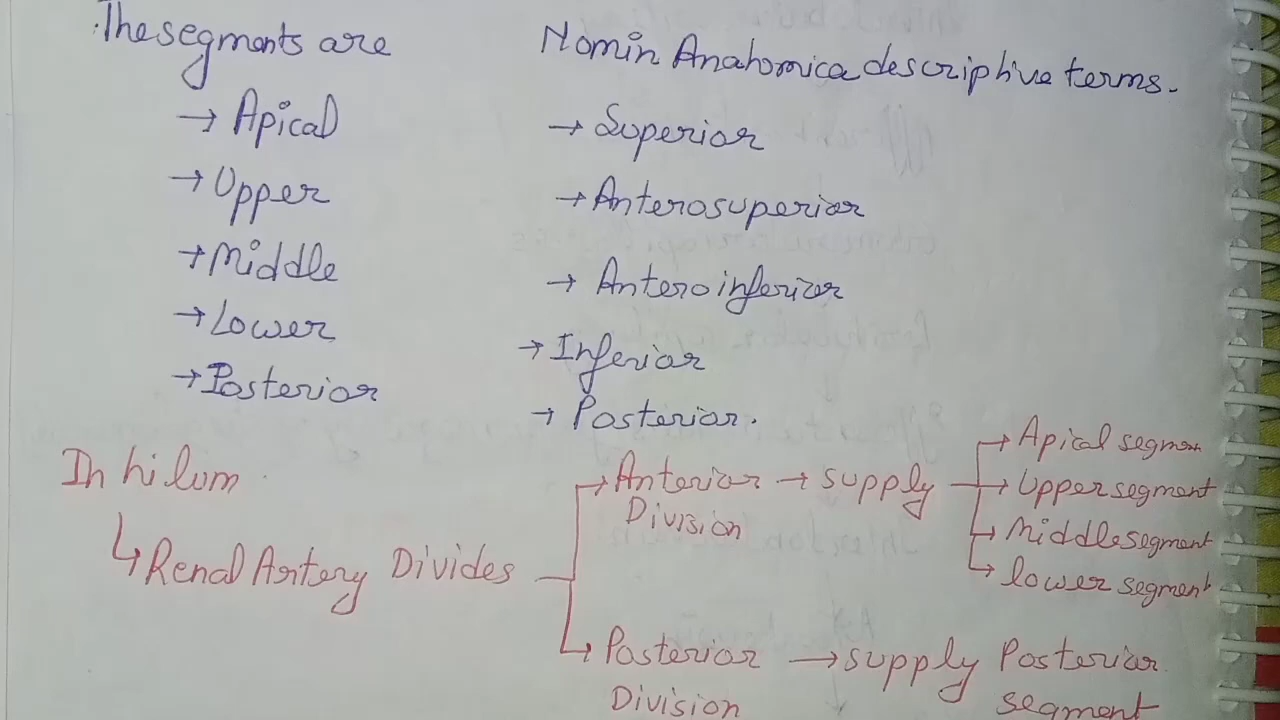 The segments are
→ Apical
→ Upper
→ Middle
→ Lower
→ Posterior
Nomin Anatomica descriptive terms.
→ Superior
→ Anterosuperior
→ Anteroinferior
→ Inferior
→ Posterior.
In hilum
↳ Renal Artery Divides
→ Anterior Division → supply
→ Apical segmen
→ Upper segment
→ Middle segment
→ lower segment
↳ Posterior → supply Posterior
Division segment